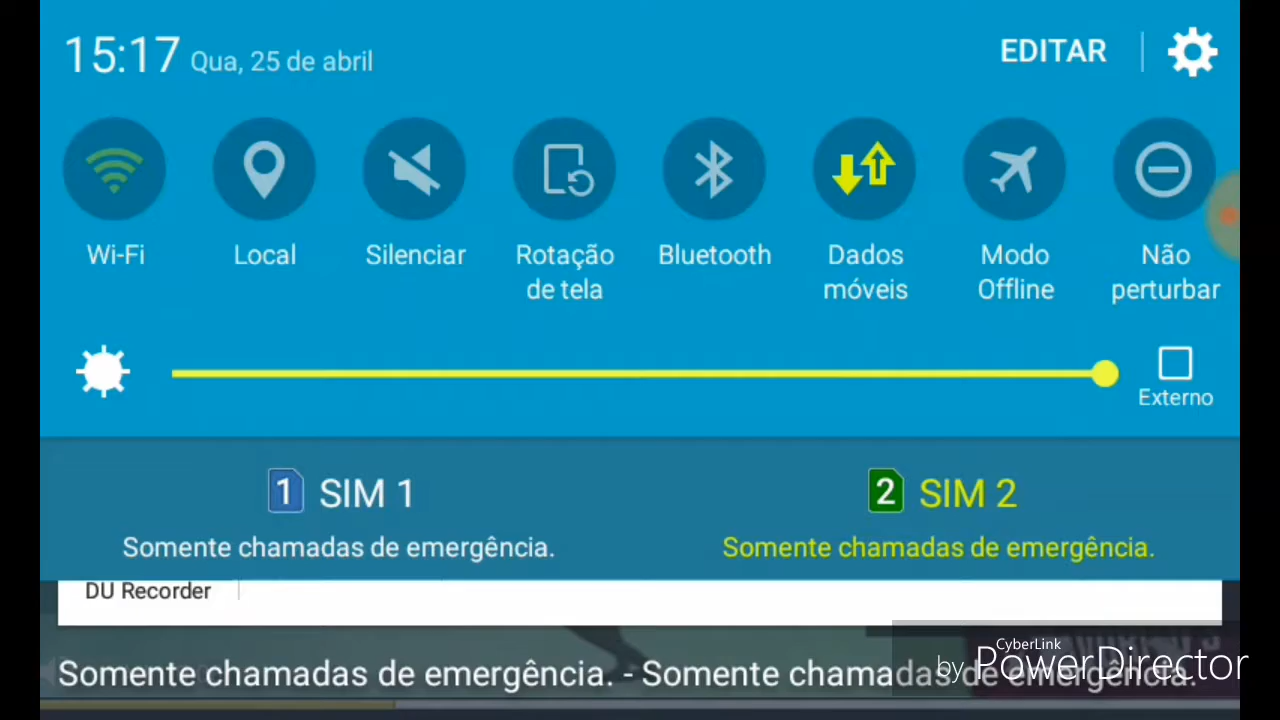 15:17 Qua, 25 de abril EDITAR
Wi-Fi Local Silenciar Rotação de tela Bluetooth Dados móveis Modo Offline Não perturbar
Externo
1 SIM 1 2 SIM 2
Somente chamadas de emergência. Somente chamadas de emergência.
DU Recorder
Somente chamadas de emergência. - Somente chamadas de emergência.
CyberLink
by PowerDirector